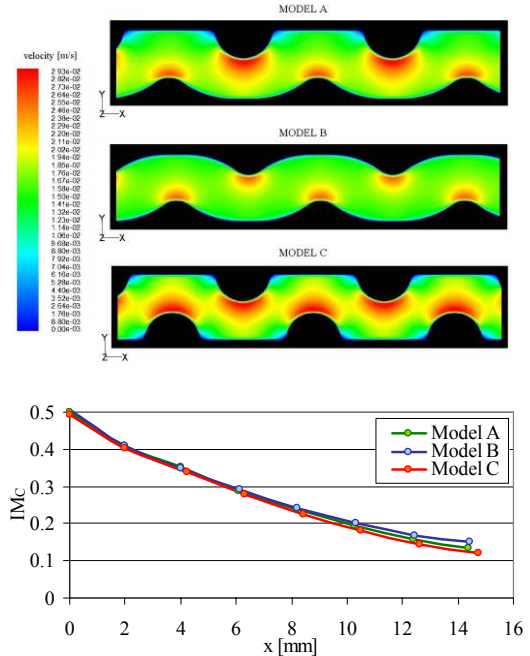 MODEL A
velocity [m/s]
2.93e-02
2.82e-02
2.73e-02
2.64e-02
2.55e-02
2.46e-02
2.38e-02
2.29e-02
2.20e-02
2.11e-02
2.02e-02
1.94e-02
1.85e-02
1.76e-02
1.67e-02
1.58e-02
1.50e-02
1.41e-02
1.32e-02
1.23e-02
1.14e-02
1.06e-02
9.68e-03
8.80e-03
7.92e-03
7.04e-03
6.16e-03
5.28e-03
4.40e-03
3.52e-03
2.64e-03
1.76e-03
Y
Z X
MODEL B
Y
Z X
MODEL C
Y
Z X
0.5
0.4
0.3
0.2
0.1
0
IMC
Model A
Model B
Model C
0 2 4 6 8 10 12 14 16
x [mm]